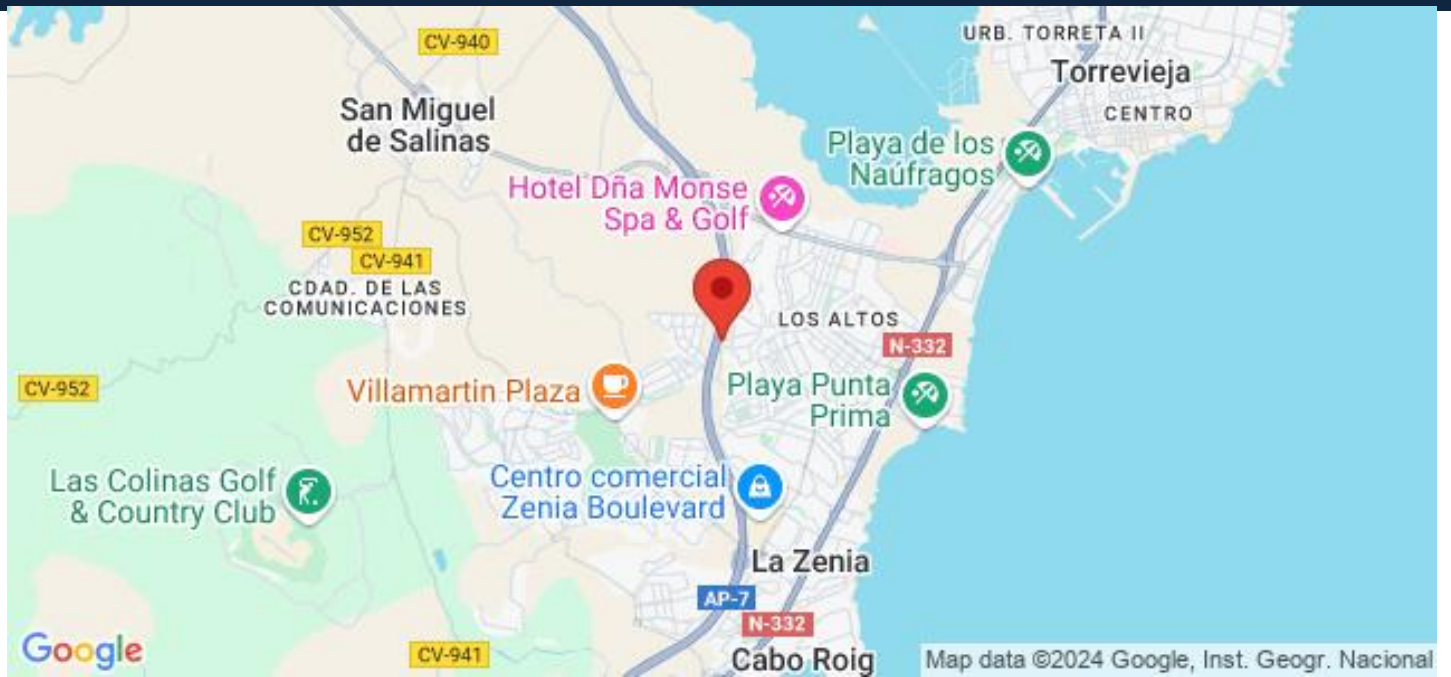 URB. TORRETA II
CV-940
Torrevieja
San Miguel
de Salinas
CENTRO
Playa de los
Naúfragos
Hotel Dña Monse
Spa & Golf
CV-952
CV-941
CDAD. DE LAS
COMUNICACIONES
LOS ALTOS
N-332
CV-952
Villamartin Plaza
Playa Punta
Prima
Las Colinas Golf
& Country Club
Centro comercial
Zenia Boulevard
La Zenia
AP-7
N-332
Google
CV-941
Cabo Roig
Map data ©2024 Google, Inst. Geogr. Nacional